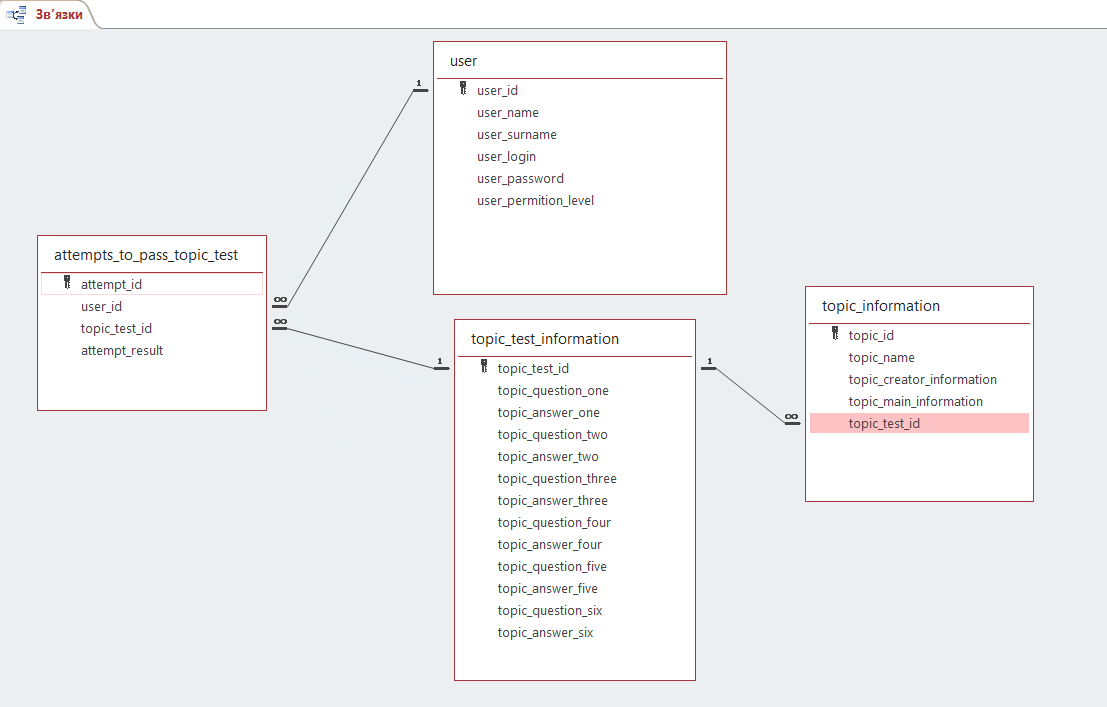 Зв’язки
user
user_id
user_name
user_surname
user_login
user_password
user_permition_level
attempts_to_pass_topic_test
attempt_id
user_id
topic_test_id
attempt_result
topic_test_information
topic_test_id
topic_question_one
topic_answer_one
topic_question_two
topic_answer_two
topic_question_three
topic_answer_three
topic_question_four
topic_answer_four
topic_question_five
topic_answer_five
topic_question_six
topic_answer_six
topic_information
topic_id
topic_name
topic_creator_information
topic_main_information
topic_test_id
1
∞
∞
1
1
∞